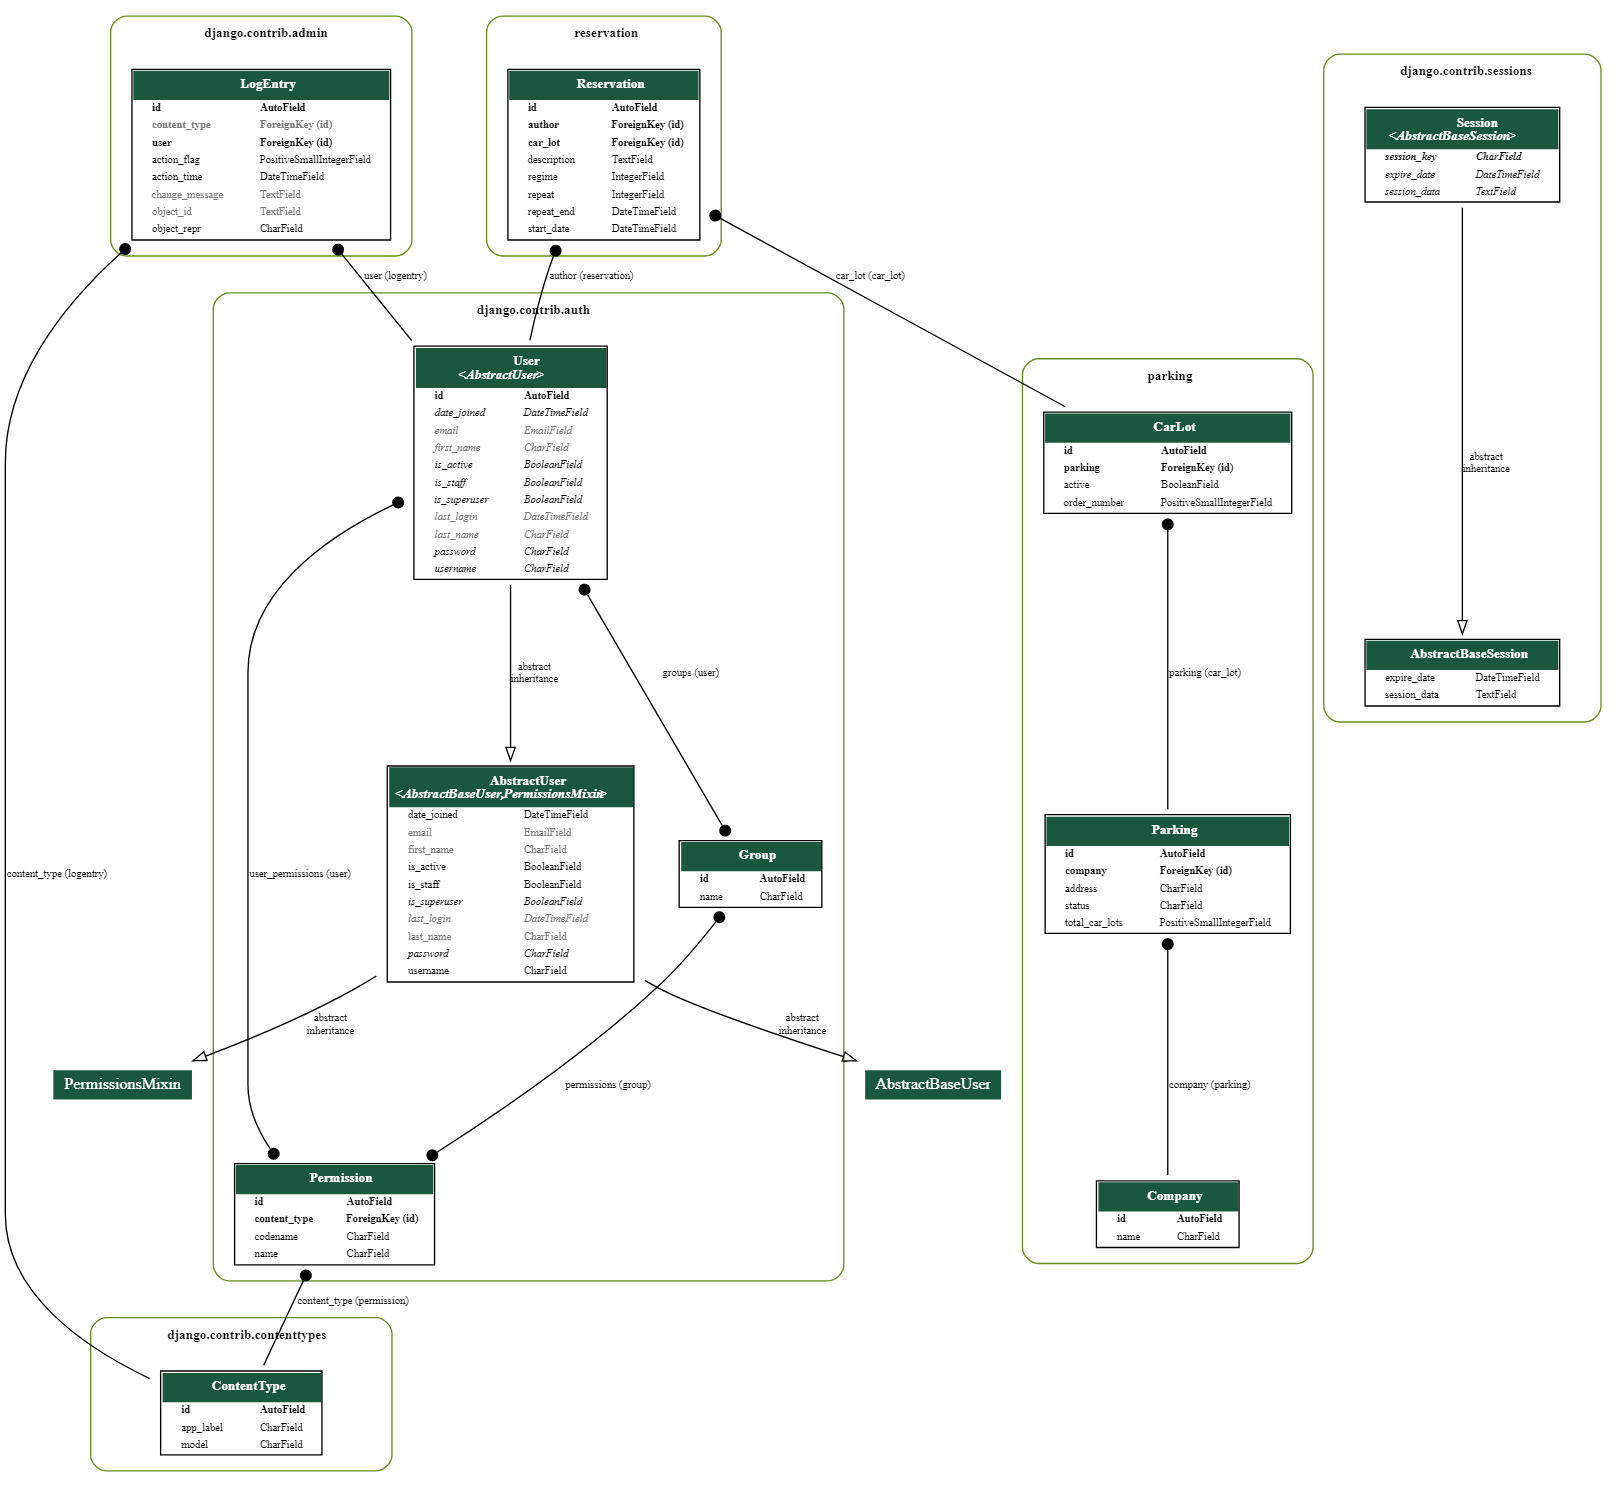 django.contrib.admin
LogEntry
id AutoField
content_type ForeignKey (id)
user ForeignKey (id)
action_flag PositiveSmallIntegerField
action_time DateTimeField
change_message TextField
object_id TextField
object_repr CharField
reservation
Reservation
id AutoField
author ForeignKey (id)
car_lot ForeignKey (id)
description TextField
regime IntegerField
repeat IntegerField
repeat_end DateTimeField
start_date DateTimeField
django.contrib.sessions
Session
<AbstractBaseSession>
session_key CharField
expire_date DateTimeField
session_data TextField
user (logentry)
author (reservation)
car_lot (car_lot)
django.contrib.auth
User
<AbstractUser>
id AutoField
date_joined DateTimeField
email EmailField
first_name CharField
is_active BooleanField
is_staff BooleanField
is_superuser BooleanField
last_login DateTimeField
last_name CharField
password CharField
username CharField
parking
CarLot
id AutoField
parking ForeignKey (id)
active BooleanField
order_number PositiveSmallIntegerField
abstract
inheritance
abstract
inheritance
groups (user)
parking (car_lot)
AbstractBaseSession
expire_date DateTimeField
session_data TextField
AbstractUser
<AbstractBaseUser,PermissionsMixin>
date_joined DateTimeField
email EmailField
first_name CharField
is_active BooleanField
is_staff BooleanField
is_superuser BooleanField
last_login DateTimeField
last_name CharField
password CharField
username CharField
Group
id AutoField
name CharField
Parking
id AutoField
company ForeignKey (id)
address CharField
status CharField
total_car_lots PositiveSmallIntegerField
content_type (logentry)
user_permissions (user)
abstract
inheritance
abstract
inheritance
PermissionsMixin
permissions (group)
AbstractBaseUser
company (parking)
Permission
id AutoField
content_type ForeignKey (id)
codename CharField
name CharField
Company
id AutoField
name CharField
content_type (permission)
django.contrib.contenttypes
ContentType
id AutoField
app_label CharField
model CharField